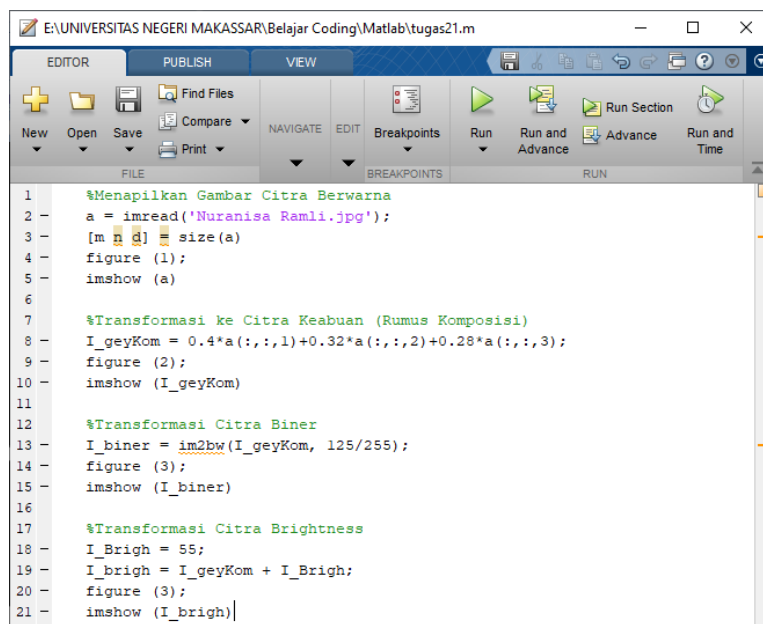 E:\UNIVERSITAS NEGERI MAKASSAR\Belajar Coding\Matlab\tugas21.m
EDITOR PUBLISH VIEW
New Open Save Find Files Compare Print NAVIGATE EDIT Breakpoints Run Run and Advance Run Section Advance Run and Time
FILE BREAKPOINTS RUN
1 %Menapilkan Gambar Citra Berwarna
2 – a = imread('Nuranisa Ramli.jpg');
3 – [m n d] = size(a)
4 – figure (1);
5 – imshow (a)
6
7 %Transformasi ke Citra Keabuan (Rumus Komposisi)
8 – I_geyKom = 0.4*a(:,:,1)+0.32*a(:,:,2)+0.28*a(:,:,3);
9 – figure (2);
10 – imshow (I_geyKom)
11
12 %Transformasi Citra Biner
13 – I_biner = im2bw(I_geyKom, 125/255);
14 – figure (3);
15 – imshow (I_biner)
16
17 %Transformasi Citra Brightness
18 – I_Brigh = 55;
19 – I_brigh = I_geyKom + I_Brigh;
20 – figure (3);
21 – imshow (I_brigh)